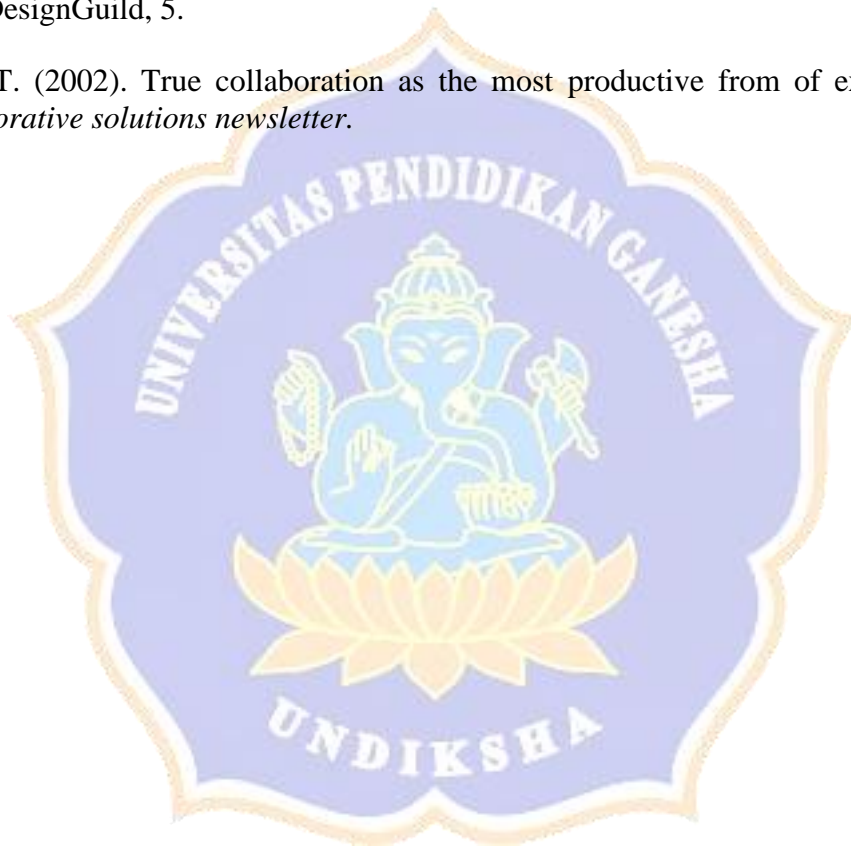 DesignGuild, 5.
T. (2002). True collaboration as the most productive from of
orative solutions newsletter.
UNIVERSITAS PENDIDIKAN GANESHA
UNDIKSHA